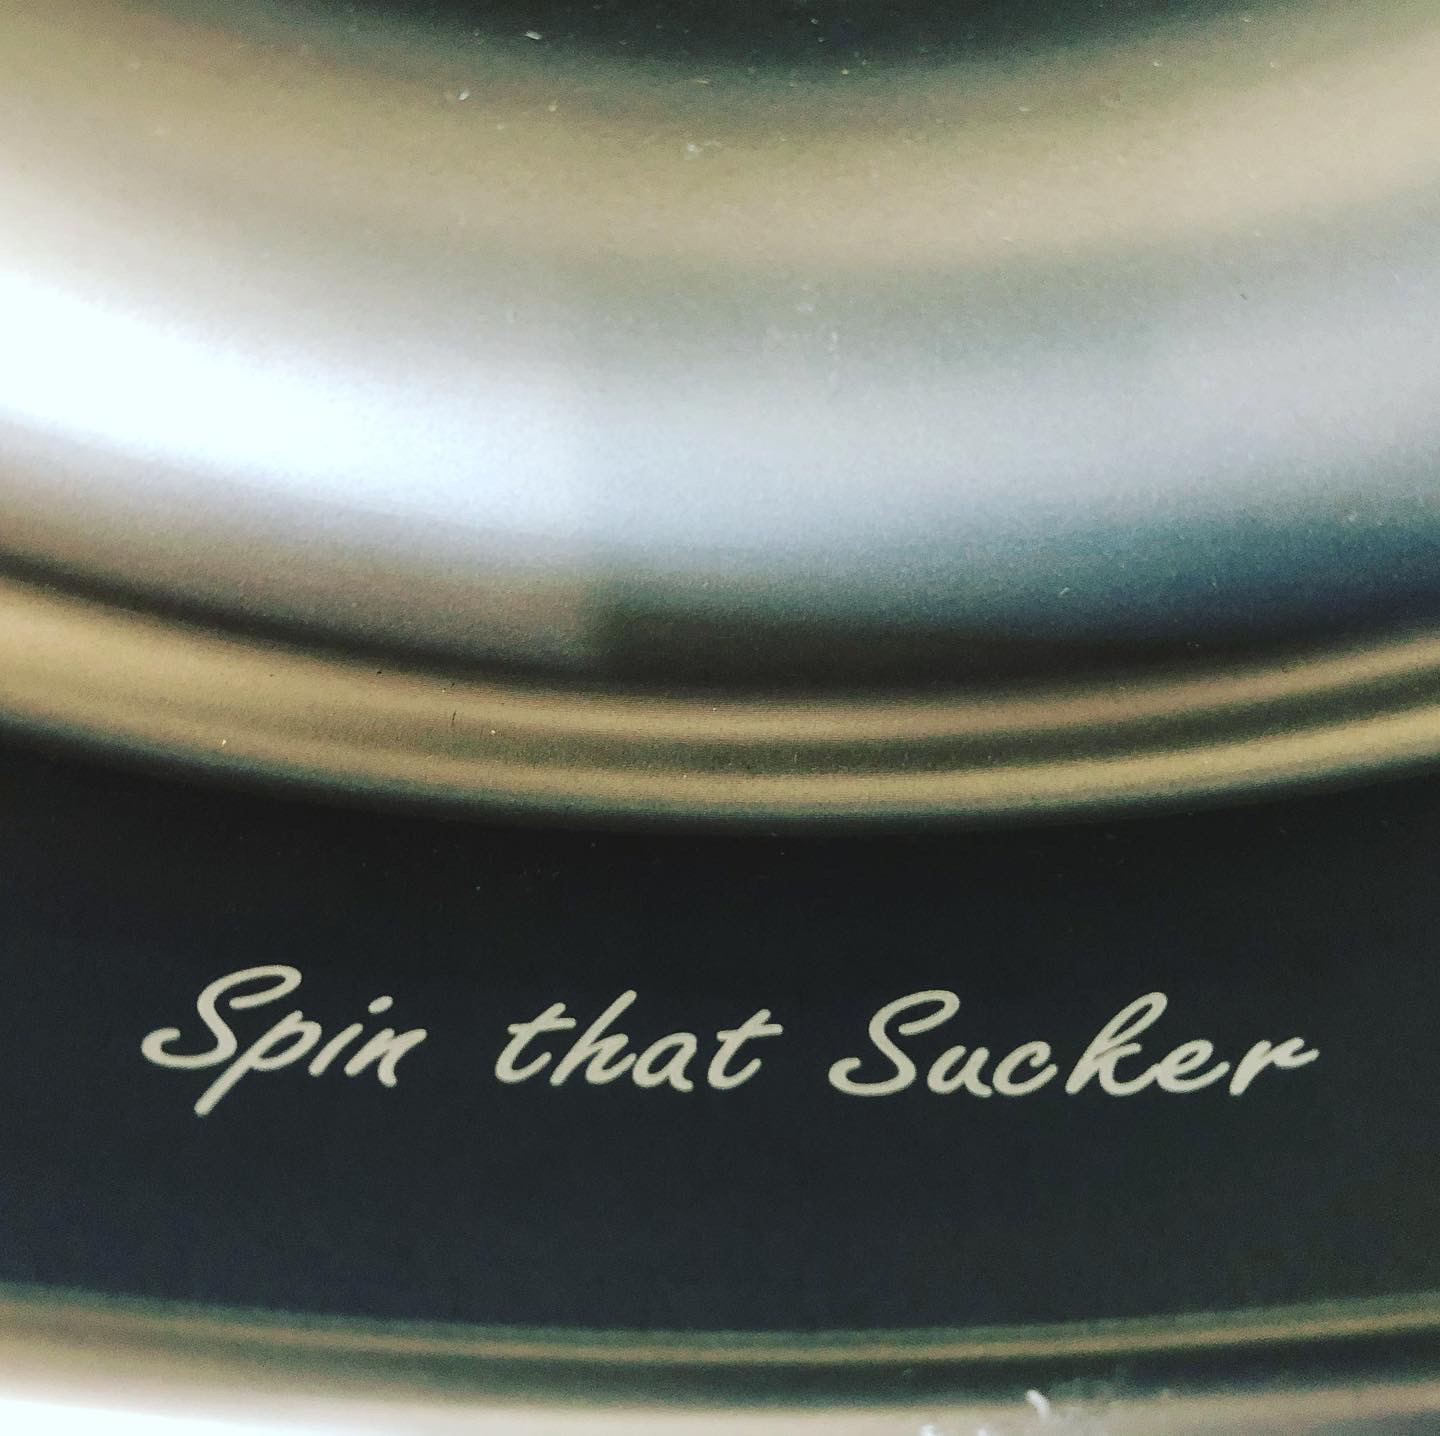 Spin that Sucker